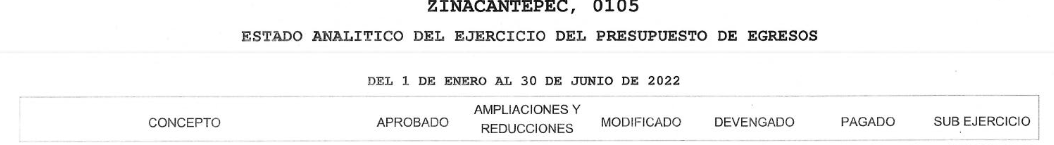 ZINACANTEPEC, 0105
ESTADO ANALITICO DEL EJERCICIO DEL PRESUPUESTO DE EGRESOS
DEL 1 DE ENERO AL 30 DE JUNIO DE 2022
CONCEPTO APROBADO AMPLIACIONES Y REDUCCIONES MODIFICADO DEVENGADO PAGADO SUB EJERCICIO